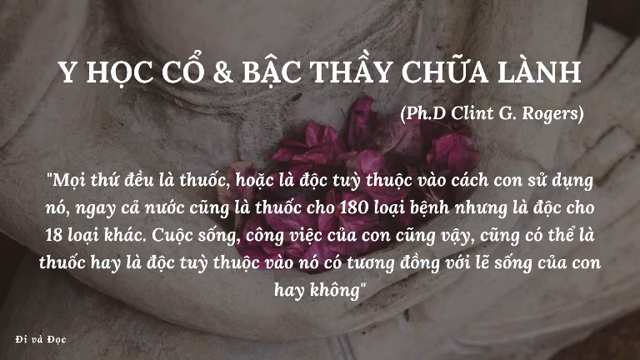 Y HỌC CỔ & BẬC THẦY CHỮA LÀNH
(Ph.D Clint G. Rogers)
"Mọi thứ đều là thuốc, hoặc là độc tuỳ thuộc vào cách con sử dụng
nó, ngay cả nước cũng là thuốc cho 180 loại bệnh nhưng là độc cho
18 loại khác. Cuộc sống, công việc của con cũng vậy, cũng có thể là
thuốc hay là độc tuỳ thuộc vào nó có tương đồng với lẽ sống của con
hay không"
Đi và Đọc